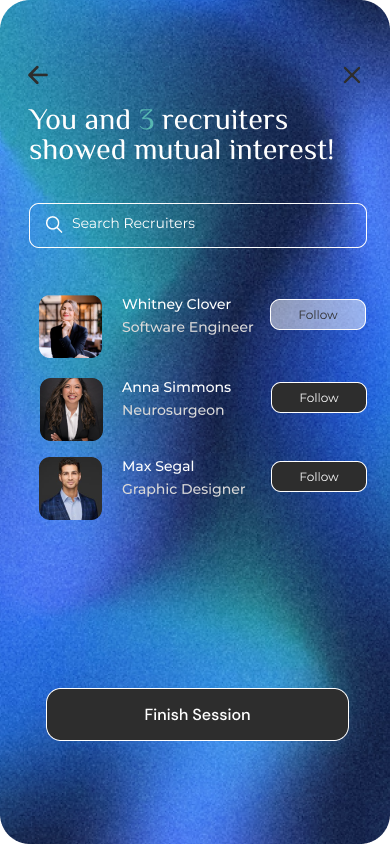 You and 3 recruiters
showed mutual interest!
Search Recruiters
Whitney Clover
Software Engineer
Follow
Anna Simmons
Neurosurgeon
Follow
Max Segal
Graphic Designer
Follow
Finish Session